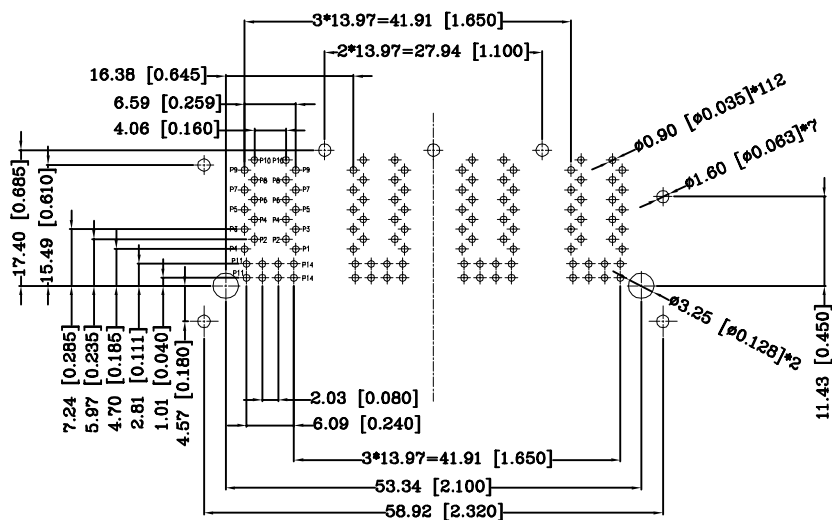 3*13.97=41.91 [1.650]
2*13.97=27.94 [1.100]
16.38 [0.645]
6.59 [0.259]
4.06 [0.160]
ø0.90 [ø0.035]*112
ø1.60 [ø0.063]*7
17.40 [0.685]
15.49 [0.610]
P10 P10
P9 P9
P8 P8
P7 P7
P6 P6
P5 P5
P4 P4
P3 P3
P2 P2
P1 P1
P11 P14
P11 P14
ø3.25 [ø0.128]*2
11.43 [0.450]
7.24 [0.285]
5.97 [0.235]
4.70 [0.185]
2.81 [0.111]
1.01 [0.040]
4.57 [0.180]
2.03 [0.080]
6.09 [0.240]
3*13.97=41.91 [1.650]
53.34 [2.100]
58.92 [2.320]